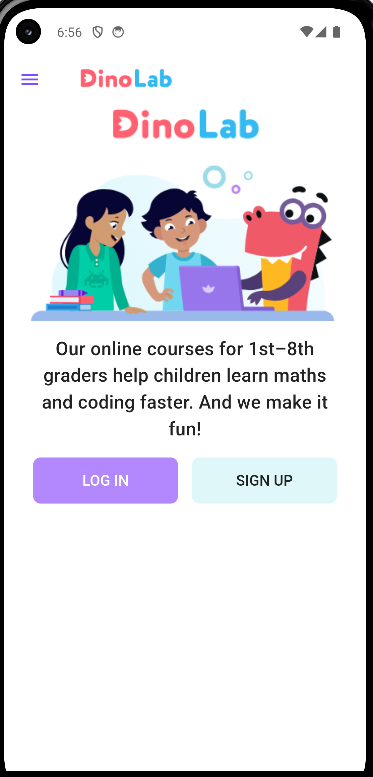 6:56
DinoLab
DinoLab
Our online courses for 1st–8th
graders help children learn maths
and coding faster. And we make it
fun!
LOG IN
SIGN UP